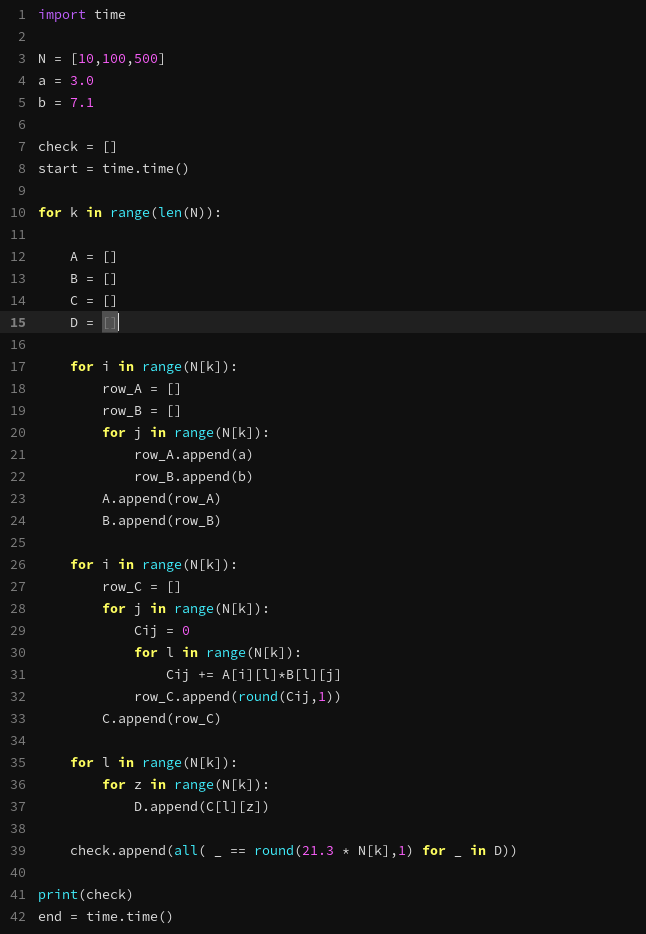 1 import time
2
3 N = [10,100,500]
4 a = 3.0
5 b = 7.1
6
7 check = []
8 start = time.time()
9
10 for k in range(len(N)):
11
12     A = []
13     B = []
14     C = []
15     D = []
16
17     for i in range(N[k]):
18         row_A = []
19         row_B = []
20         for j in range(N[k]):
21             row_A.append(a)
22             row_B.append(b)
23         A.append(row_A)
24         B.append(row_B)
25
26     for i in range(N[k]):
27         row_C = []
28         for j in range(N[k]):
29             Cij = 0
30             for l in range(N[k]):
31                 Cij += A[i][l]*B[l][j]
32             row_C.append(round(Cij,1))
33         C.append(row_C)
34
35     for l in range(N[k]):
36         for z in range(N[k]):
37             D.append(C[l][z])
38
39     check.append(all( _ == round(21.3 * N[k],1) for _ in D))
40
41 print(check)
42 end = time.time()